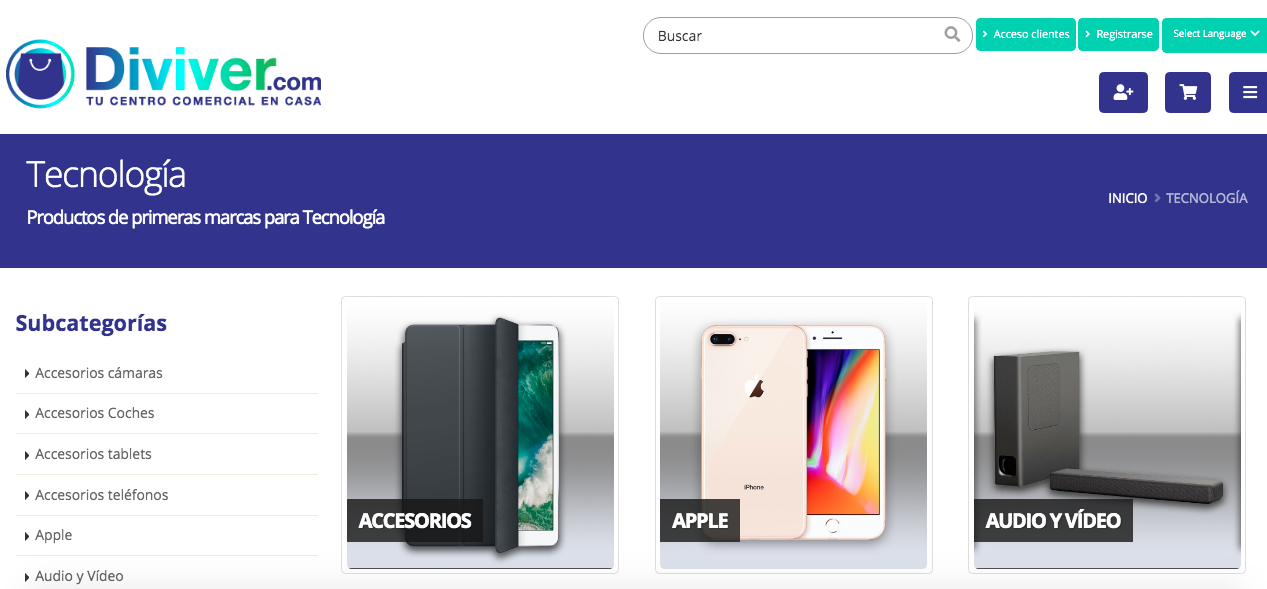 Buscar
Acceso clientes
Registrarse
Select Language
Diviver.com
TU CENTRO COMERCIAL EN CASA
Tecnología
Productos de primeras marcas para Tecnología
INICIO > TECNOLOGÍA
Subcategorías
Accesorios cámaras
Accesorios Coches
Accesorios tablets
Accesorios teléfonos
Apple
Audio y Vídeo
ACCESORIOS
iPhone
APPLE
AUDIO Y VÍDEO